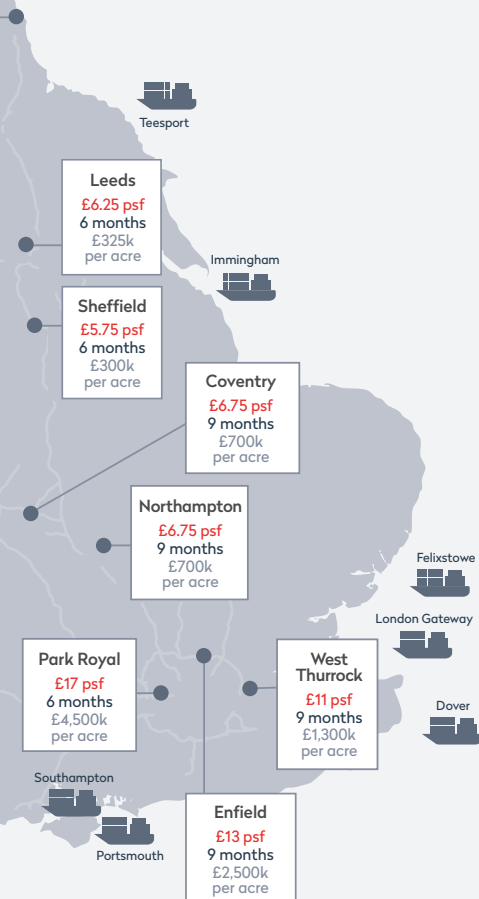 Teesport
Leeds
£6.25 psf
6 months
£325k
per acre
Immingham
Sheffield
£5.75 psf
6 months
£300k
per acre
Coventry
£6.75 psf
9 months
£700k
per acre
Northampton
£6.75 psf
9 months
£700k
per acre
Felixstowe
London Gateway
Park Royal
£17 psf
6 months
£4,500k
per acre
West
Thurrock
£11 psf
9 months
£1,300k
per acre
Dover
Southampton
Portsmouth
Enfield
£13 psf
9 months
£2,500k
per acre